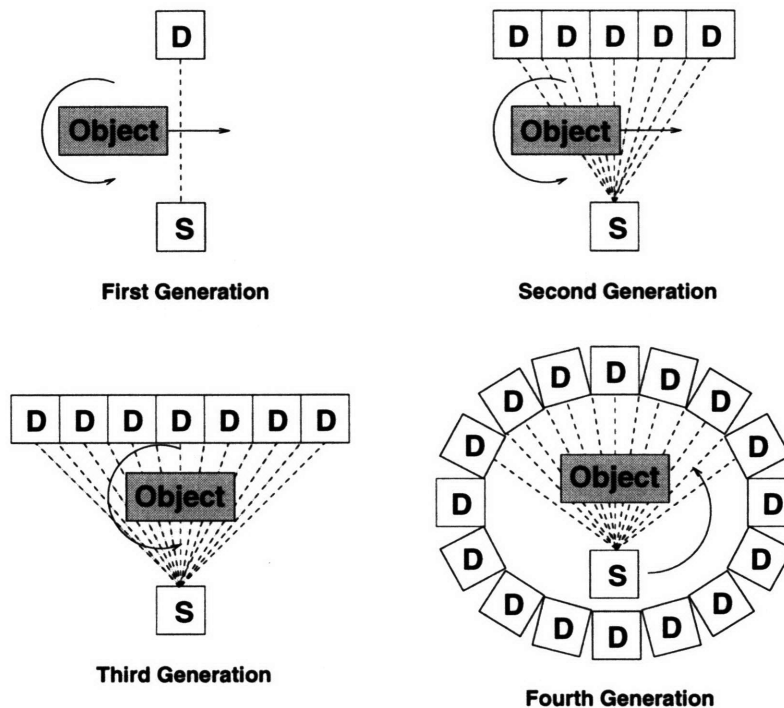 D
Object
S
First Generation
D D D D D
Object
S
Second Generation
D D D D D D D
Object
S
Third Generation
D D D D D
D D
D D
Object
D D
S
D D
D D D D D
Fourth Generation